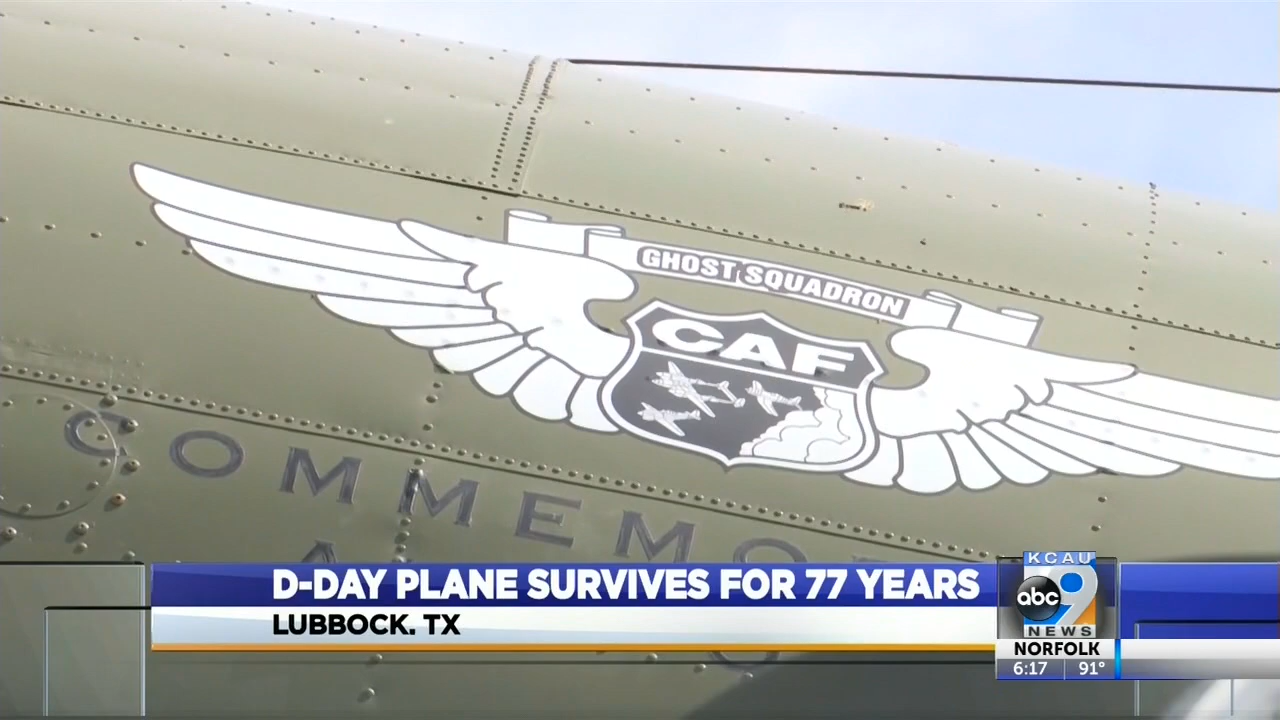 GHOST SQUADRON
CAF
COMMEMO
D-DAY PLANE SURVIVES FOR 77 YEARS
LUBBOCK, TX
KCAU
abc 9
NEWS
NORFOLK
6:17 91°